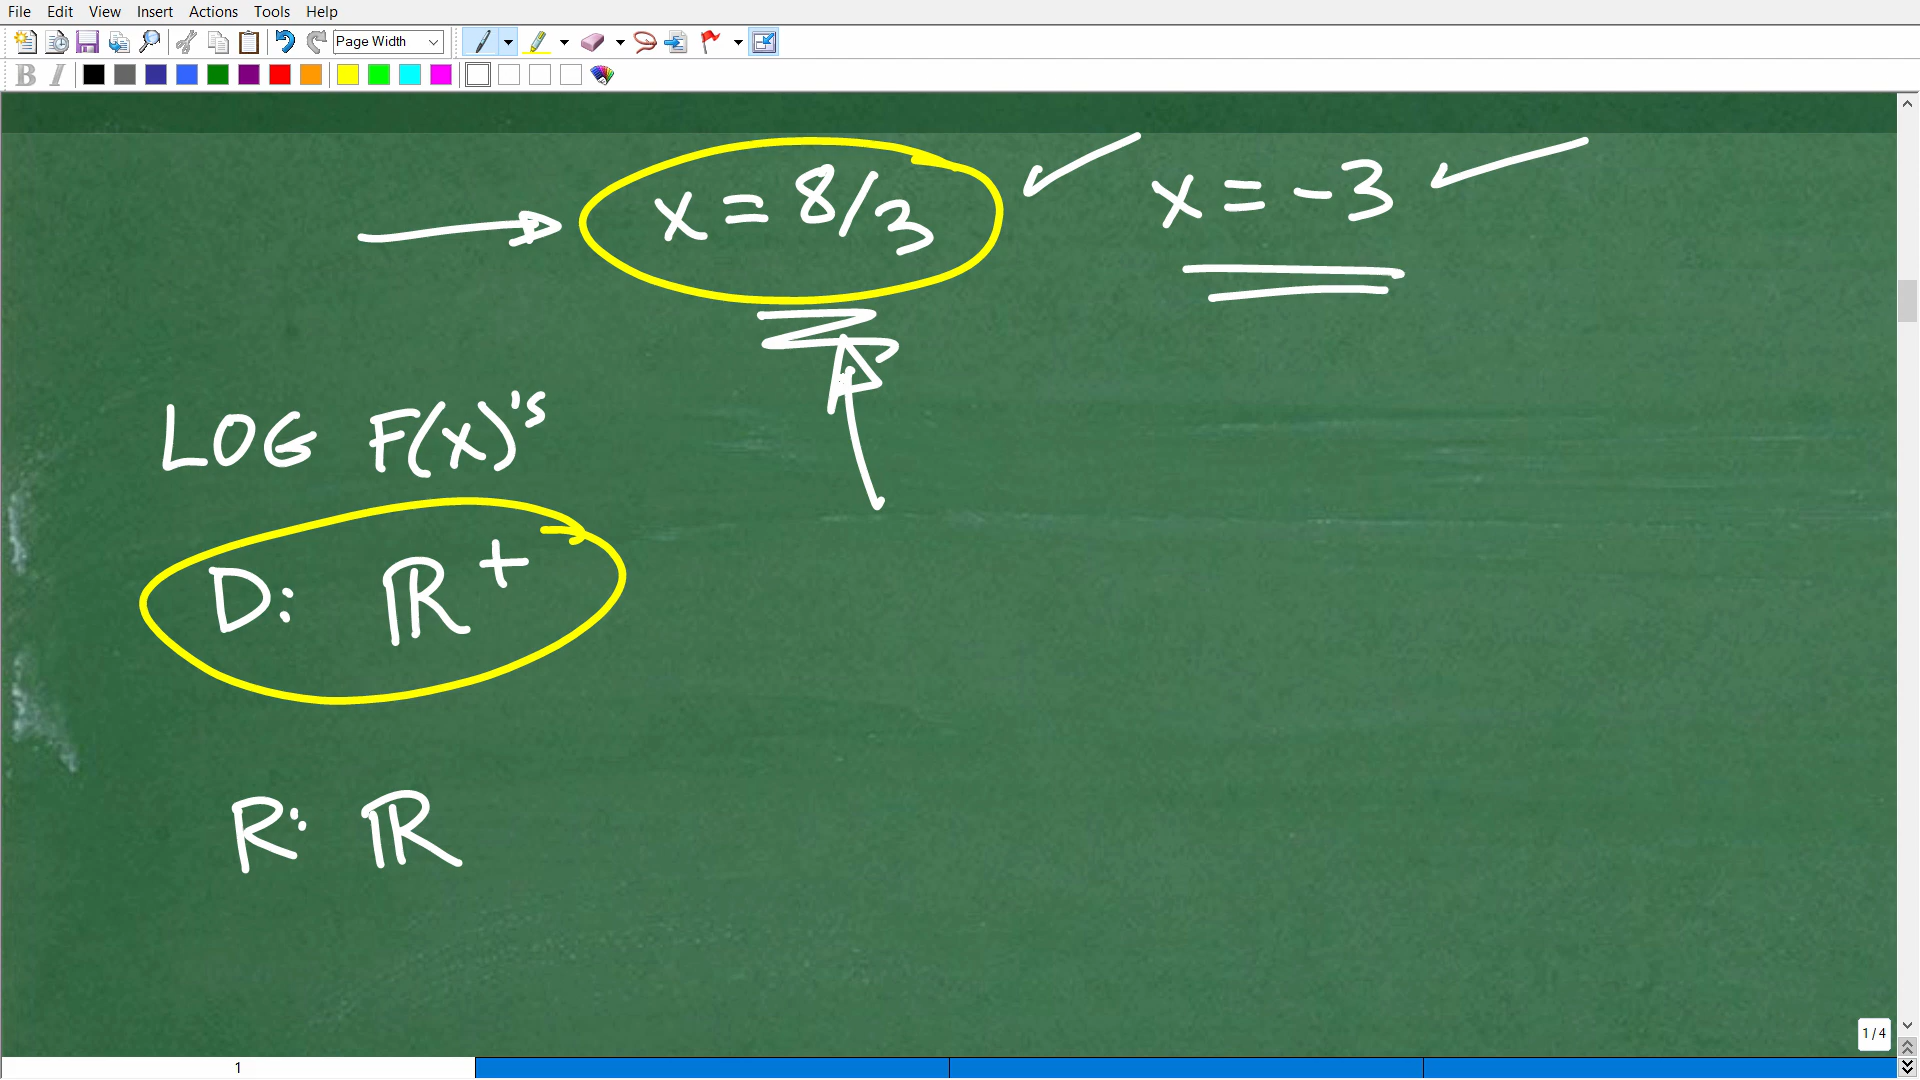 File Edit View Insert Actions Tools Help
Page Width
B I
x = 8/3 x = -3
LOG F(x)'s
D: ℝ+
R: ℝ
1 / 4
1